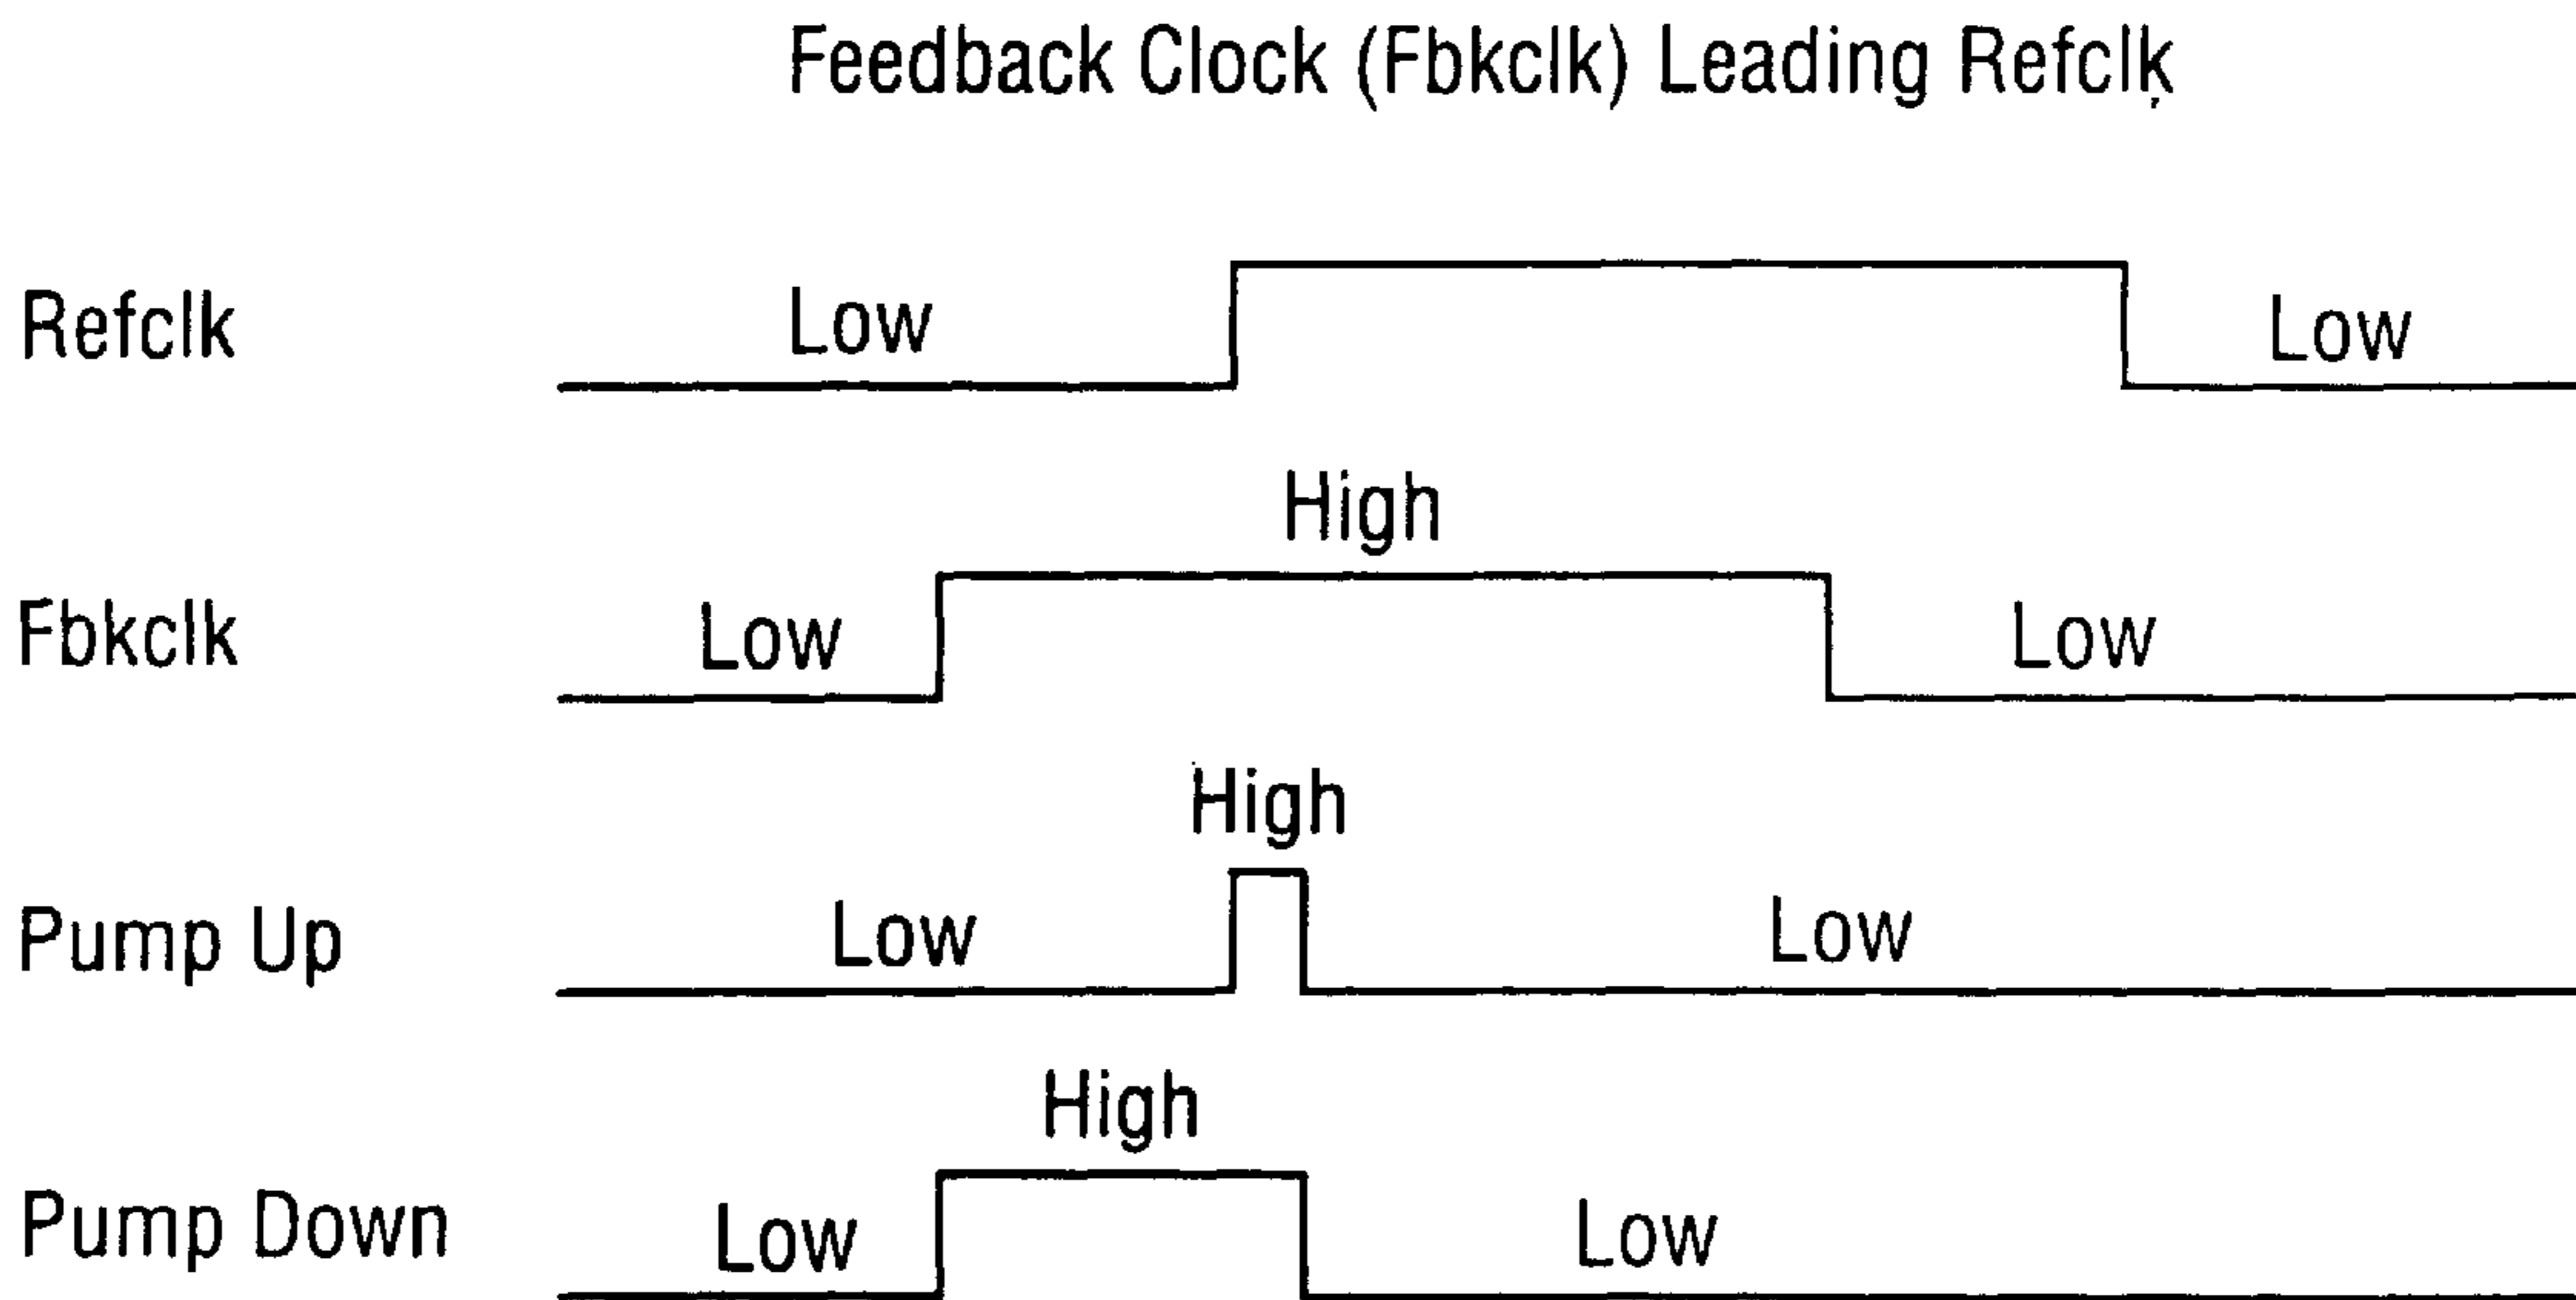 Feedback Clock (Fbkclk) Leading Refclk
Refclk
Low
Low
High
Fbkclk
Low
Low
High
Pump Up
Low
Low
High
Pump Down
Low
Low